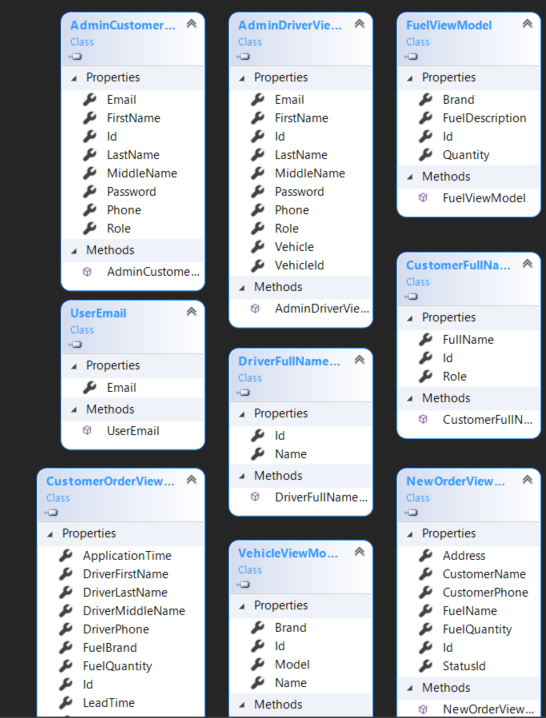 AdminCustomer...
Class
Properties
Email
FirstName
Id
LastName
MiddleName
Password
Phone
Role
Methods
AdminCustome...
UserEmail
Class
Properties
Email
Methods
UserEmail
CustomerOrderView...
Class
Properties
ApplicationTime
DriverFirstName
DriverLastName
DriverMiddleName
DriverPhone
FuelBrand
FuelQuantity
Id
LeadTime
AdminDriverVie...
Class
Properties
Email
FirstName
Id
LastName
MiddleName
Password
Phone
Role
Vehicle
VehicleId
Methods
AdminDriverVie...
DriverFullName...
Class
Properties
Id
Name
Methods
DriverFullName...
VehicleViewMo...
Class
Properties
Brand
Id
Model
Name
Methods
FuelViewModel
Class
Properties
Brand
FuelDescription
Id
Quantity
Methods
FuelViewModel
CustomerFullNa...
Class
Properties
FullName
Id
Role
Methods
CustomerFullN...
NewOrderView...
Class
Properties
Address
CustomerName
CustomerPhone
FuelName
FuelQuantity
Id
StatusId
Methods
NewOrderView...